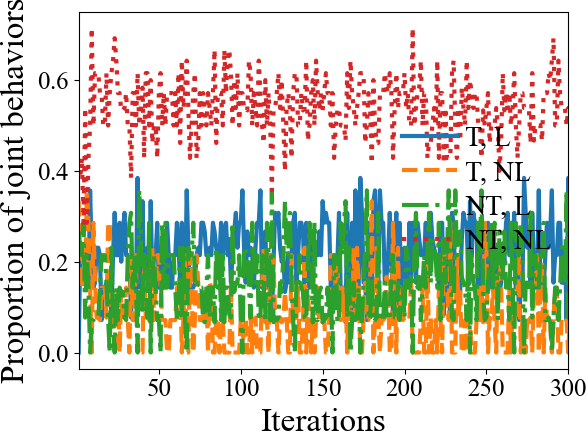 Proportion of joint behaviors
0.6
0.4
0.2
0.0
T, L
T, NL
NT, L
NT, NL
50
100
150
200
250
300
Iterations